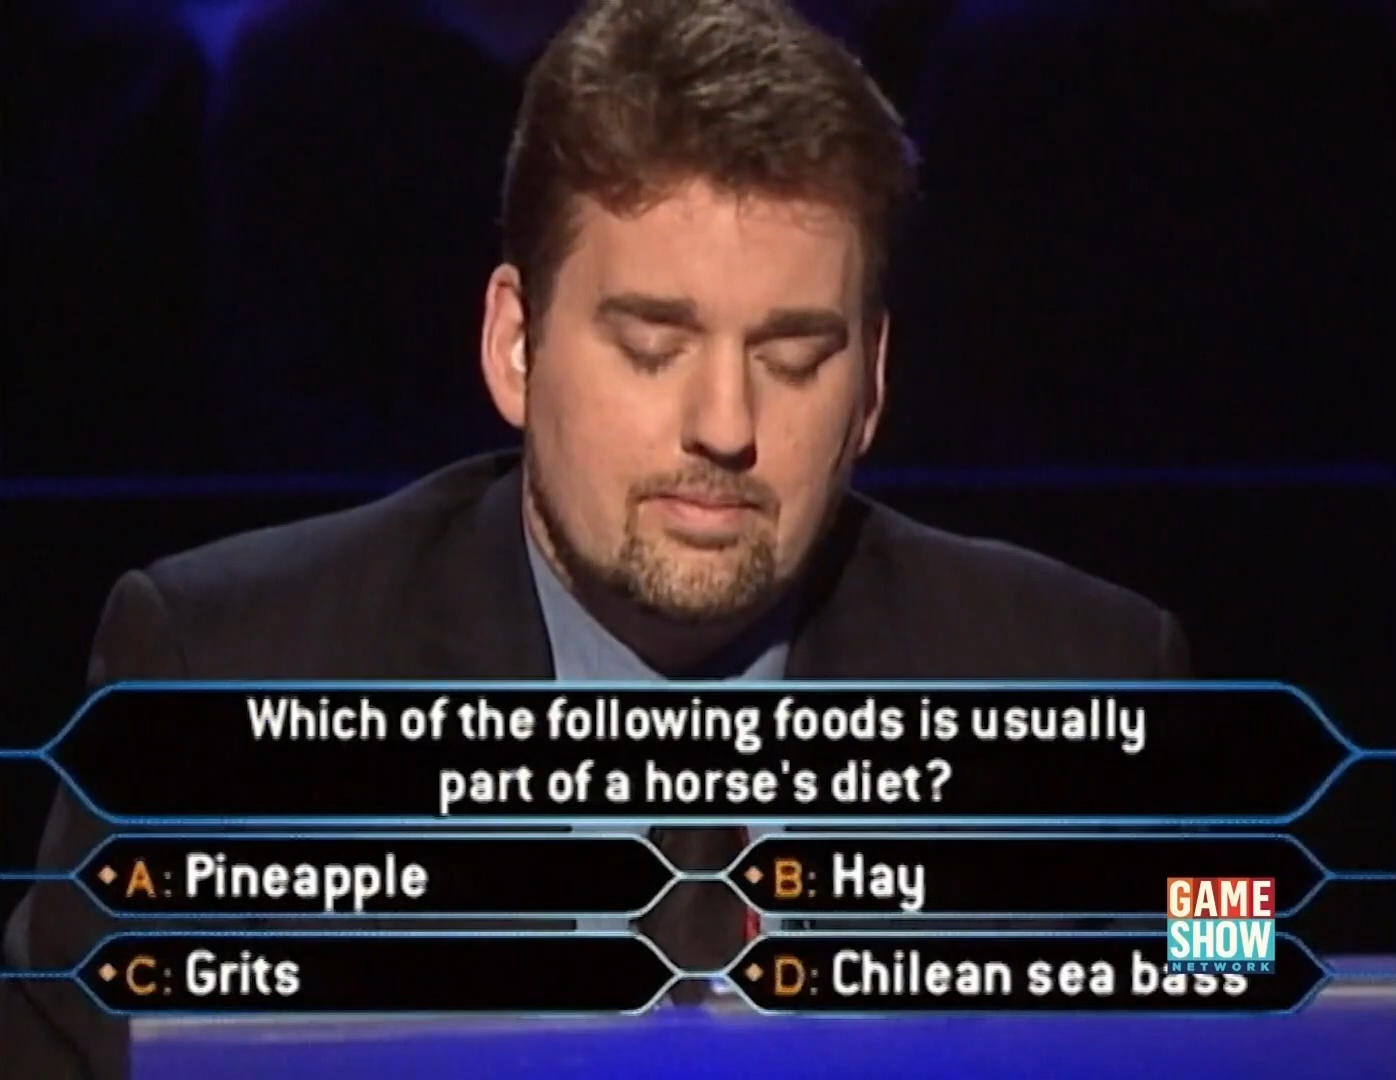 Which of the following foods is usually
part of a horse's diet?
A: Pineapple
B: Hay
C: Grits
D: Chilean sea bass
GAME
SHOW
NETWORK